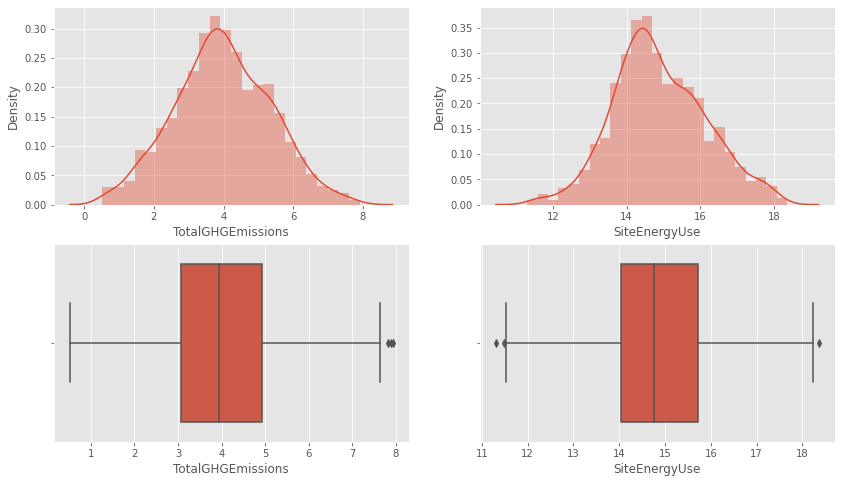 0.30
0.25
0.20
0.15
0.10
0.05
0.00
Density
0 2 4 6 8
TotalGHGEmissions
0.35
0.30
0.25
0.20
0.15
0.10
0.05
0.00
Density
12 14 16 18
SiteEnergyUse
1 2 3 4 5 6 7 8
TotalGHGEmissions
11 12 13 14 15 16 17 18
SiteEnergyUse